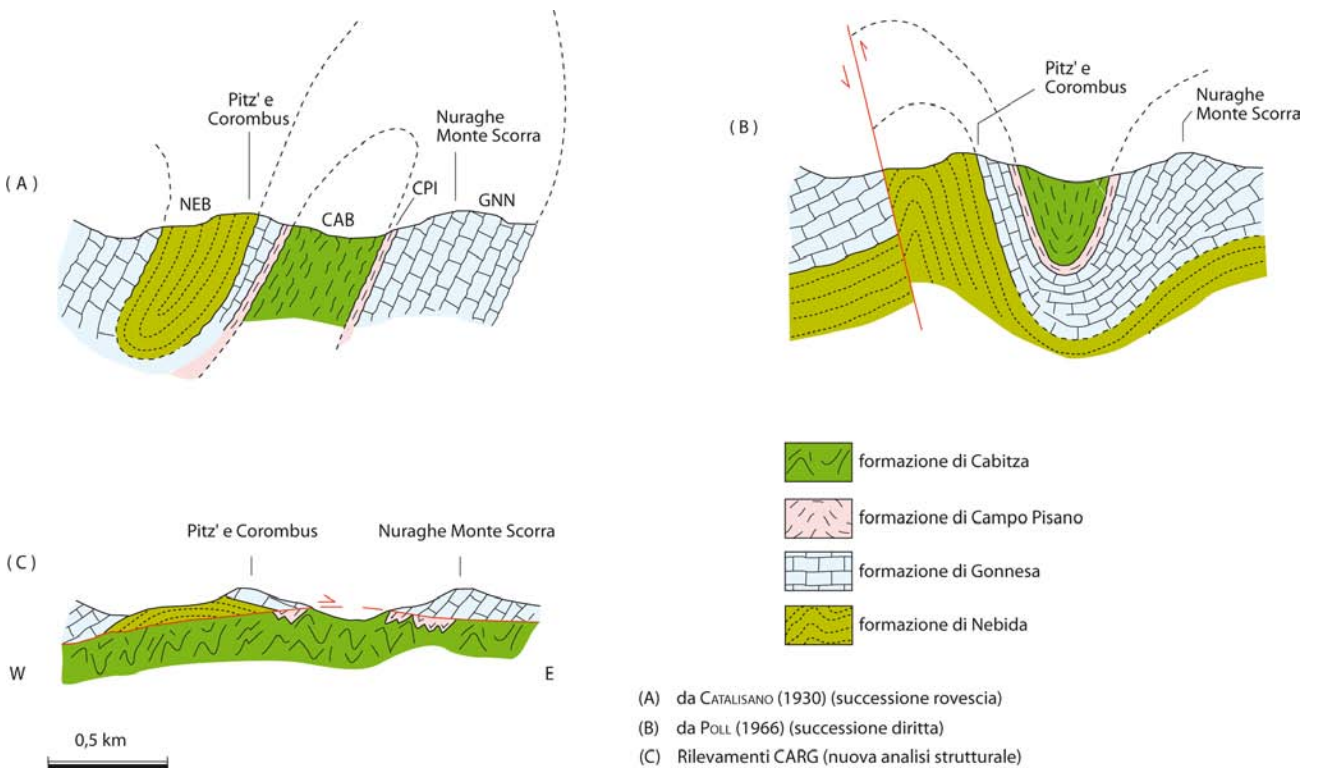 Pitz' e
Corombus
Nuraghe
Monte Scorra
( A )
NEB
CAB
CPI
GNN
Pitz' e
Corombus
Nuraghe
Monte Scorra
( B )
Pitz' e Corombus
Nuraghe Monte Scorra
( C )
W
E
0,5 km
formazione di Cabitza
formazione di Campo Pisano
formazione di Gonnesa
formazione di Nebida
(A) da CATALISANO (1930) (successione rovescia)
(B) da POLL (1966) (successione diritta)
(C) Rilevamenti CARG (nuova analisi strutturale)